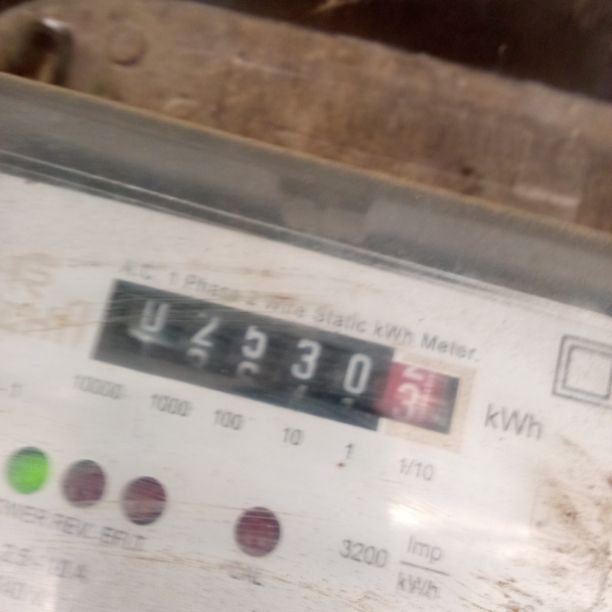 A.C. 1 Phase 2 Wire Static kWh Meter.
0 2 5 3 0
kWh
10000 1000 100 10 1 1/10
3200 Imp
kWh
CAL